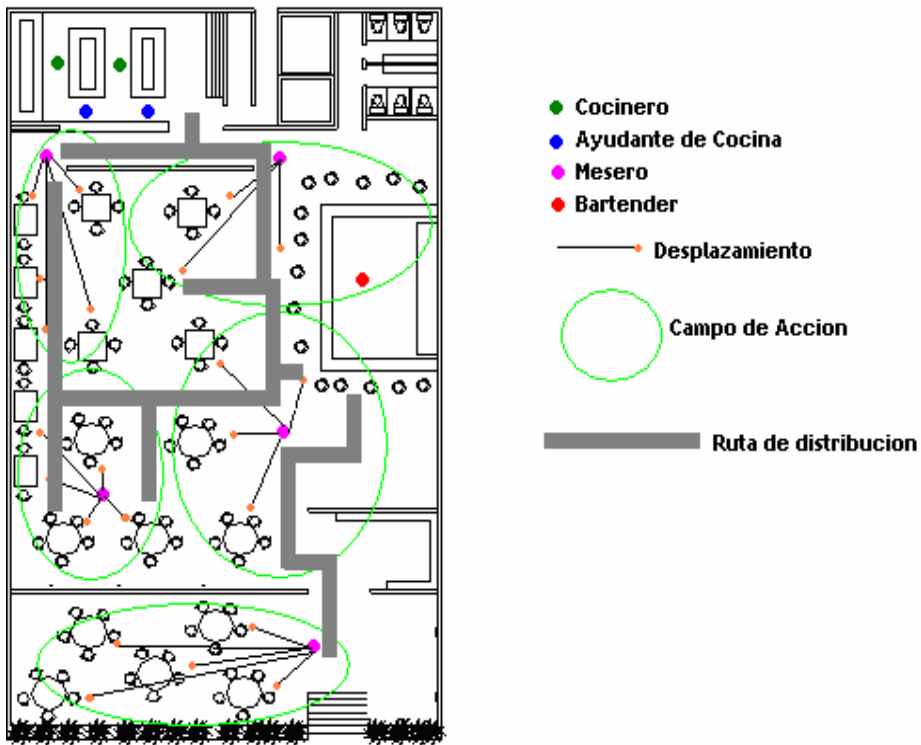 Cocinero
Ayudante de Cocina
Mesero
Bartender
Desplazamiento
Campo de Accion
Ruta de distribucion